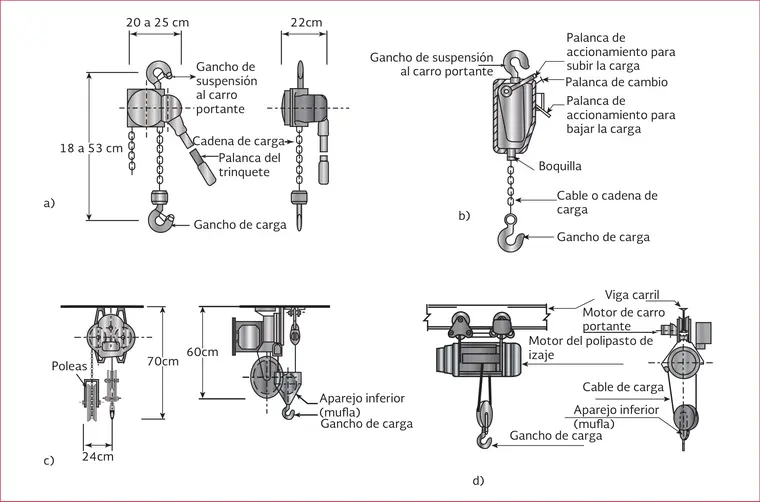 20 a 25 cm
22cm
Gancho de
suspensión
al carro
portante
18 a 53 cm
Cadena de carga
Palanca del
trinquete
Gancho de carga
a)
Gancho de suspensión
al carro portante
Palanca de
accionamiento para
subir la carga
Palanca de cambio
Palanca de
accionamiento para
bajar la carga
Boquilla
Cable o cadena de
carga
Gancho de carga
b)
Poleas
70cm
24cm
60cm
Aparejo inferior
(mufla)
Gancho de carga
c)
Viga carril
Motor de carro
portante
Motor del polipasto de
izaje
Cable de carga
Aparejo inferior
(mufla)
Gancho de carga
d)